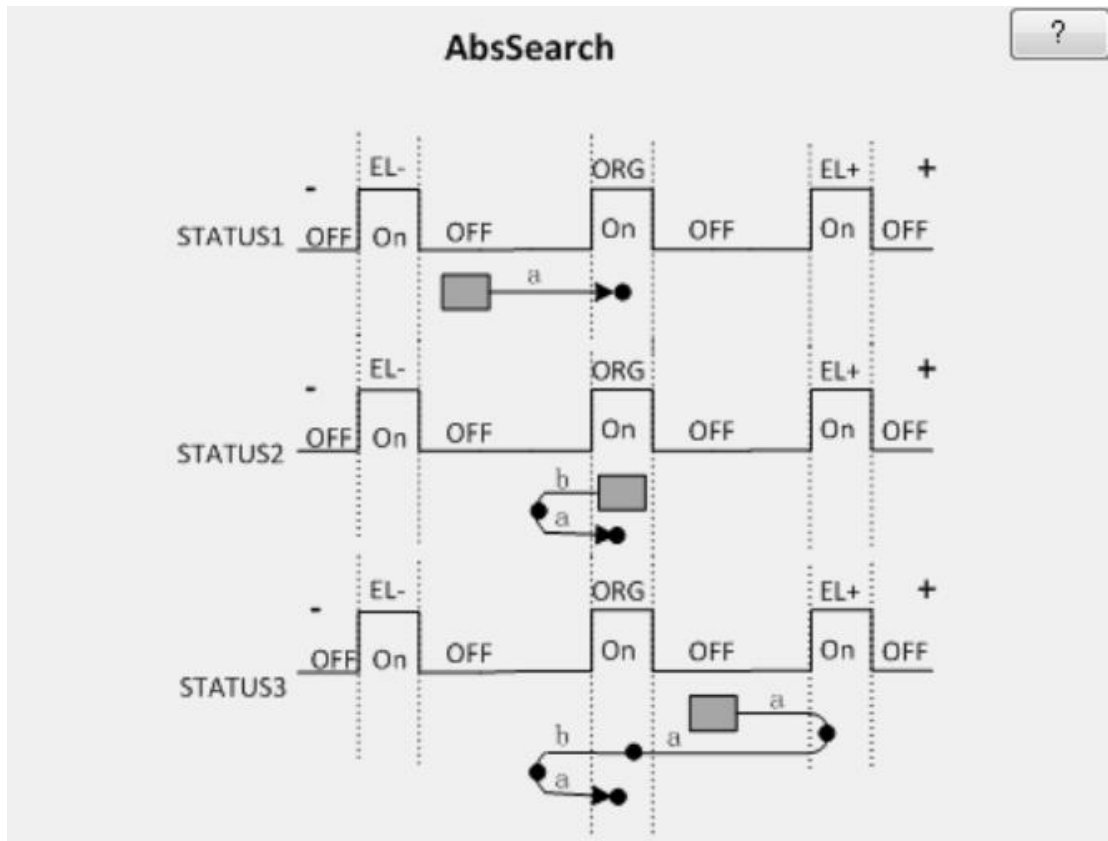 AbsSearch
?
EL- ORG EL+
- +
STATUS1 OFF On OFF On OFF On OFF
a
EL- ORG EL+
- +
STATUS2 OFF On OFF On OFF On OFF
b
a
EL- ORG EL+
- +
STATUS3 OFF On OFF On OFF On OFF
a
b a
a